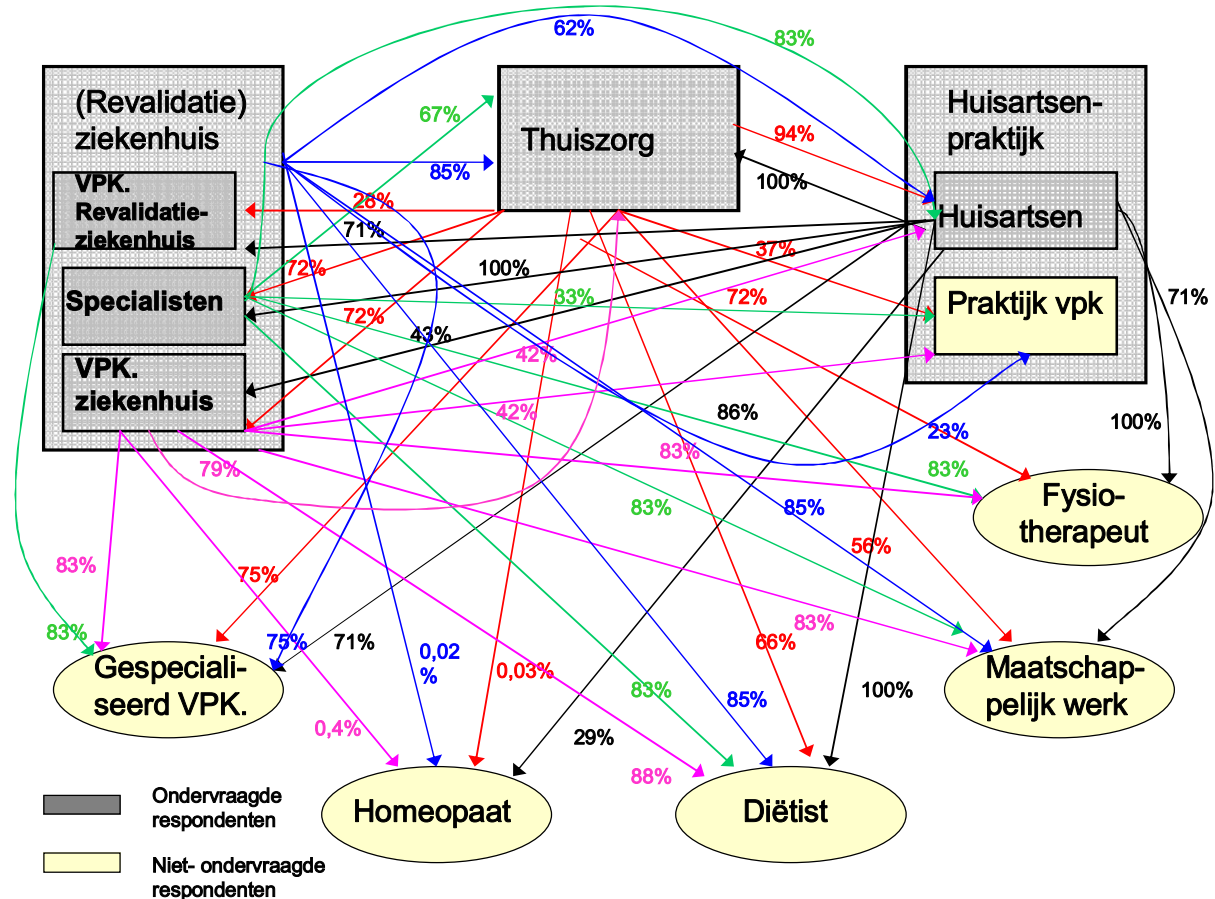 62%
83%
(Revalidatie)
ziekenhuis
VPK.
Revalidatie-
ziekenhuis
Specialisten
VPK.
ziekenhuis
67%
85%
Thuiszorg
94%
100%
Huisartsen-
praktijk
Huisartsen
Praktijk vpk
28%
71%
72%
100%
72%
43%
33%
37%
72%
42%
42%
71%
86%
100%
23%
79%
83%
83%
83%
85%
Fysio-
therapeut
83%
75%
56%
83%
75%
71%
0,02
%
0,03%
66%
83%
83%
85%
100%
Gespeciali-
seerd VPK.
Maatschap-
pelijk werk
0,4%
29%
88%
Homeopaat
Diëtist
Ondervraagde
respondenten
Niet- ondervraagde
respondenten